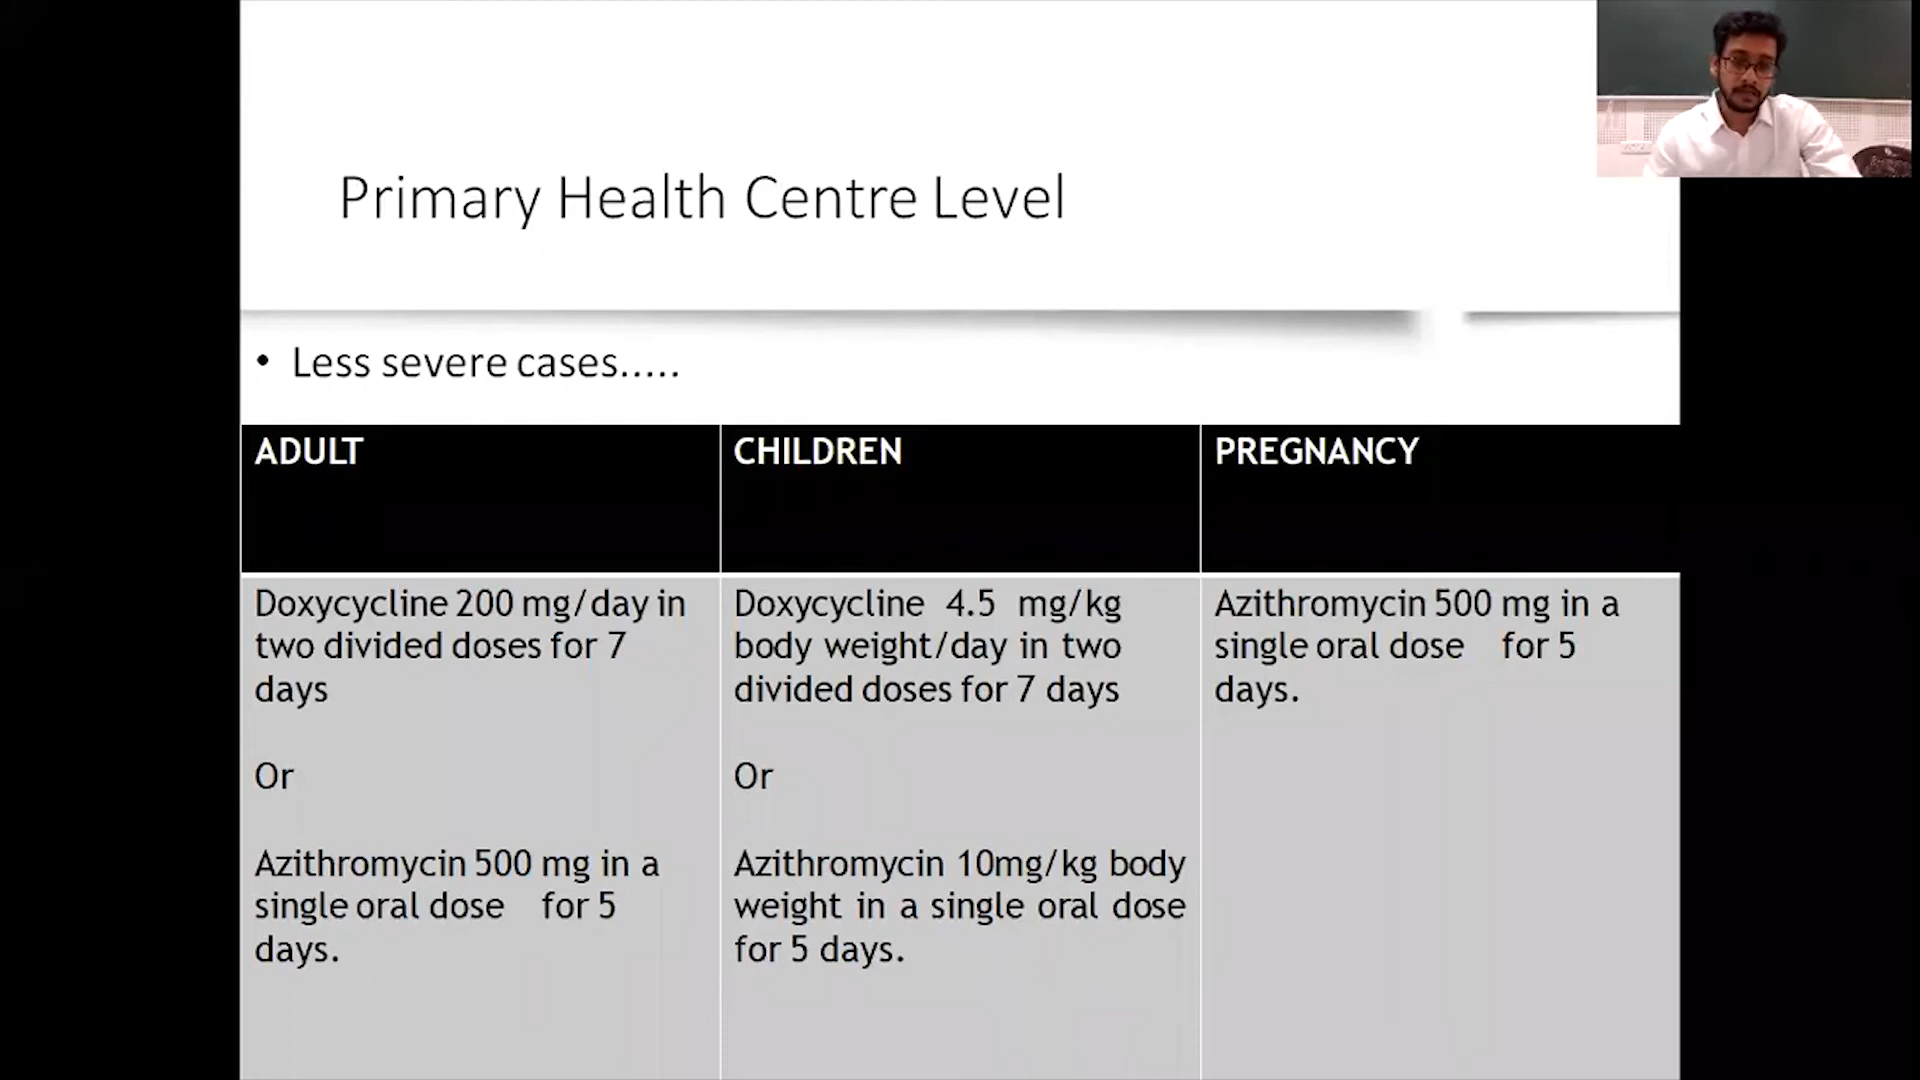 Primary Health Centre Level
• Less severe cases.....
ADULT
CHILDREN
PREGNANCY
Doxycycline 200 mg/day in
two divided doses for 7
days
Or
Azithromycin 500 mg in a
single oral dose for 5
days.
Doxycycline 4.5 mg/kg
body weight/day in two
divided doses for 7 days
Or
Azithromycin 10mg/kg body
weight in a single oral dose
for 5 days.
Azithromycin 500 mg in a
single oral dose for 5
days.